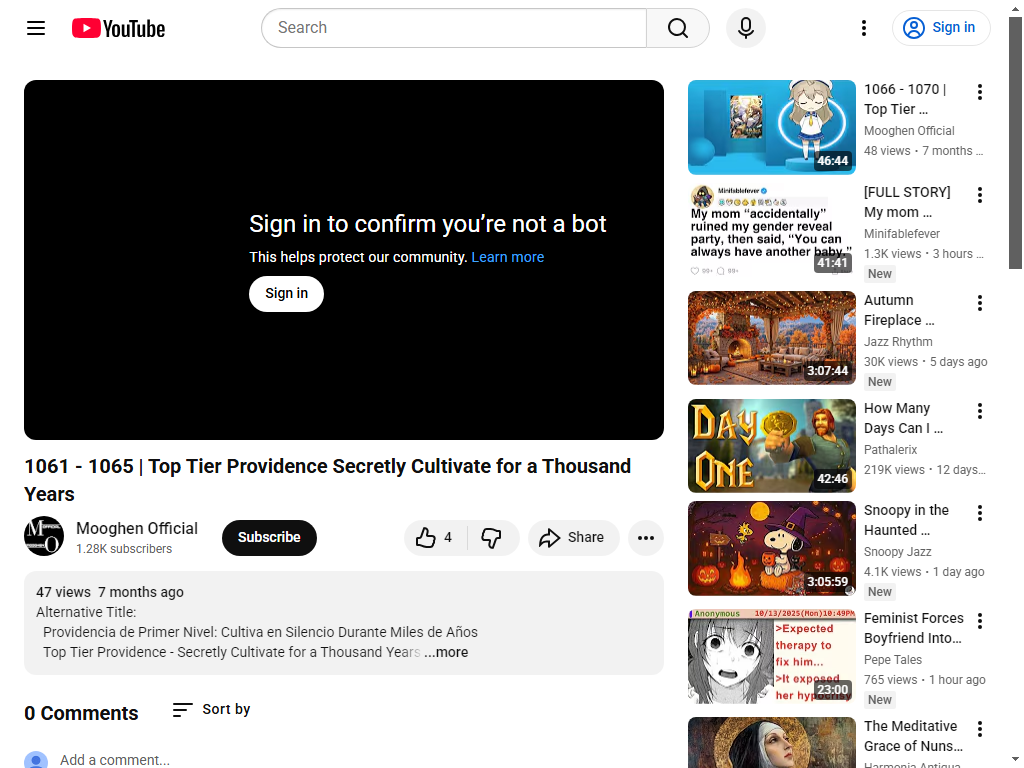 YouTube
Search
Sign in
Sign in to confirm you’re not a bot
This helps protect our community. Learn more
Sign in
1061 - 1065 | Top Tier Providence Secretly Cultivate for a Thousand
Years
Mooghen Official
1.28K subscribers
Subscribe
4
Share
47 views 7 months ago
Alternative Title:
Providencia de Primer Nivel: Cultiva en Silencio Durante Miles de Años
Top Tier Providence - Secretly Cultivate for a Thousand Years ...more
0 Comments
Sort by
Add a comment...
46:44
1066 - 1070 |
Top Tier ...
Mooghen Official
48 views • 7 months ...
Minifablefever
My mom “accidentally”
ruined my gender reveal
party, then said, “You can
always have another baby.”
99+ 99+
41:41
[FULL STORY]
My mom ...
Minifablefever
1.3K views • 3 hours ...
New
3:07:44
Autumn
Fireplace ...
Jazz Rhythm
30K views • 5 days ago
New
DAY
ONE
42:46
How Many
Days Can I ...
Pathalerix
219K views • 12 days...
3:05:59
Snoopy in the
Haunted ...
Snoopy Jazz
4.1K views • 1 day ago
New
Anonymous 10/13/2025(Mon)10:49PM
>Expected
therapy to
fix him...
>It exposed
her hypocrisy
23:00
Feminist Forces
Boyfriend Into...
Pepe Tales
765 views • 1 hour ago
New
The Meditative
Grace of Nuns...
Harmonia Antiqua